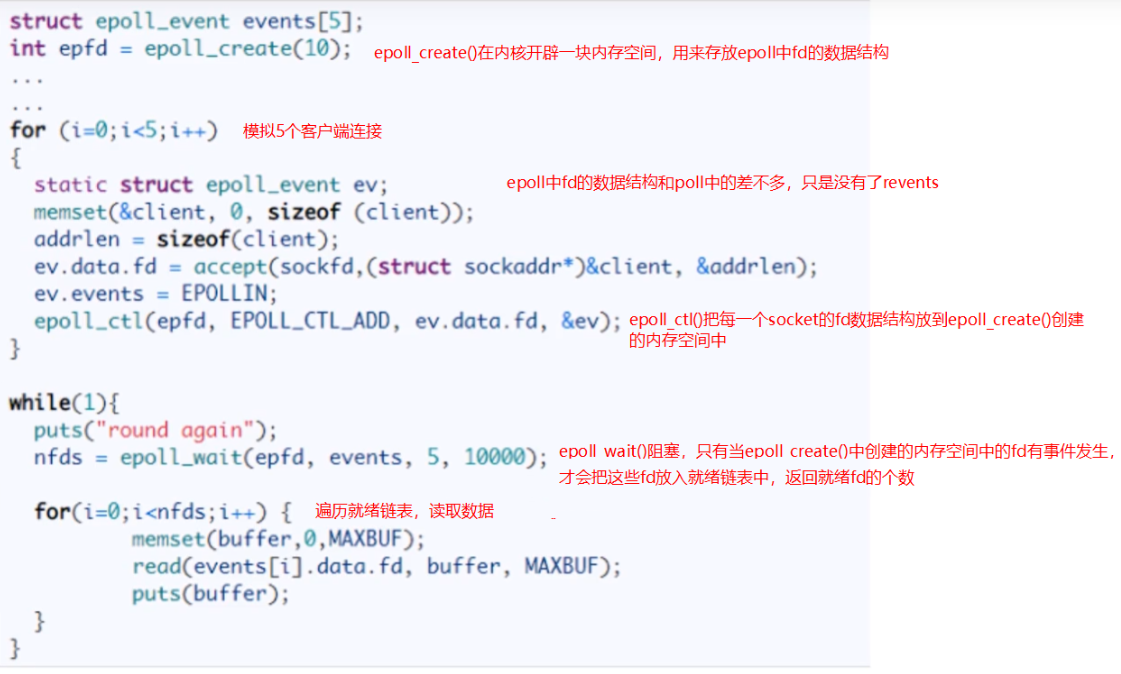 struct epoll_event events[5];
int epfd = epoll_create(10); epoll_create()在内核开辟一块内存空间，用来存放epoll中fd的数据结构
...
...
for (i=0;i<5;i++) 模拟5个客户端连接
{
static struct epoll_event ev; epoll中fd的数据结构和poll中的差不多，只是没有了revents
memset(&client, 0, sizeof (client));
addrlen = sizeof(client);
ev.data.fd = accept(sockfd,(struct sockaddr*)&client, &addrlen);
ev.events = EPOLLIN;
epoll_ctl(epfd, EPOLL_CTL_ADD, ev.data.fd, &ev); epoll_ctl()把每一个socket的fd数据结构放到epoll_create()创建
的内存空间中
}
while(1){
puts("round again");
nfds = epoll_wait(epfd, events, 5, 10000); epoll wait()阻塞，只有当epoll create()中创建的内存空间中的fd有事件发生，
才会把这些fd放入就绪链表中，返回就绪fd的个数
for(i=0;i<nfds;i++) { 遍历就绪链表，读取数据 -
memset(buffer,0,MAXBUF);
read(events[i].data.fd, buffer, MAXBUF);
puts(buffer);
}
}